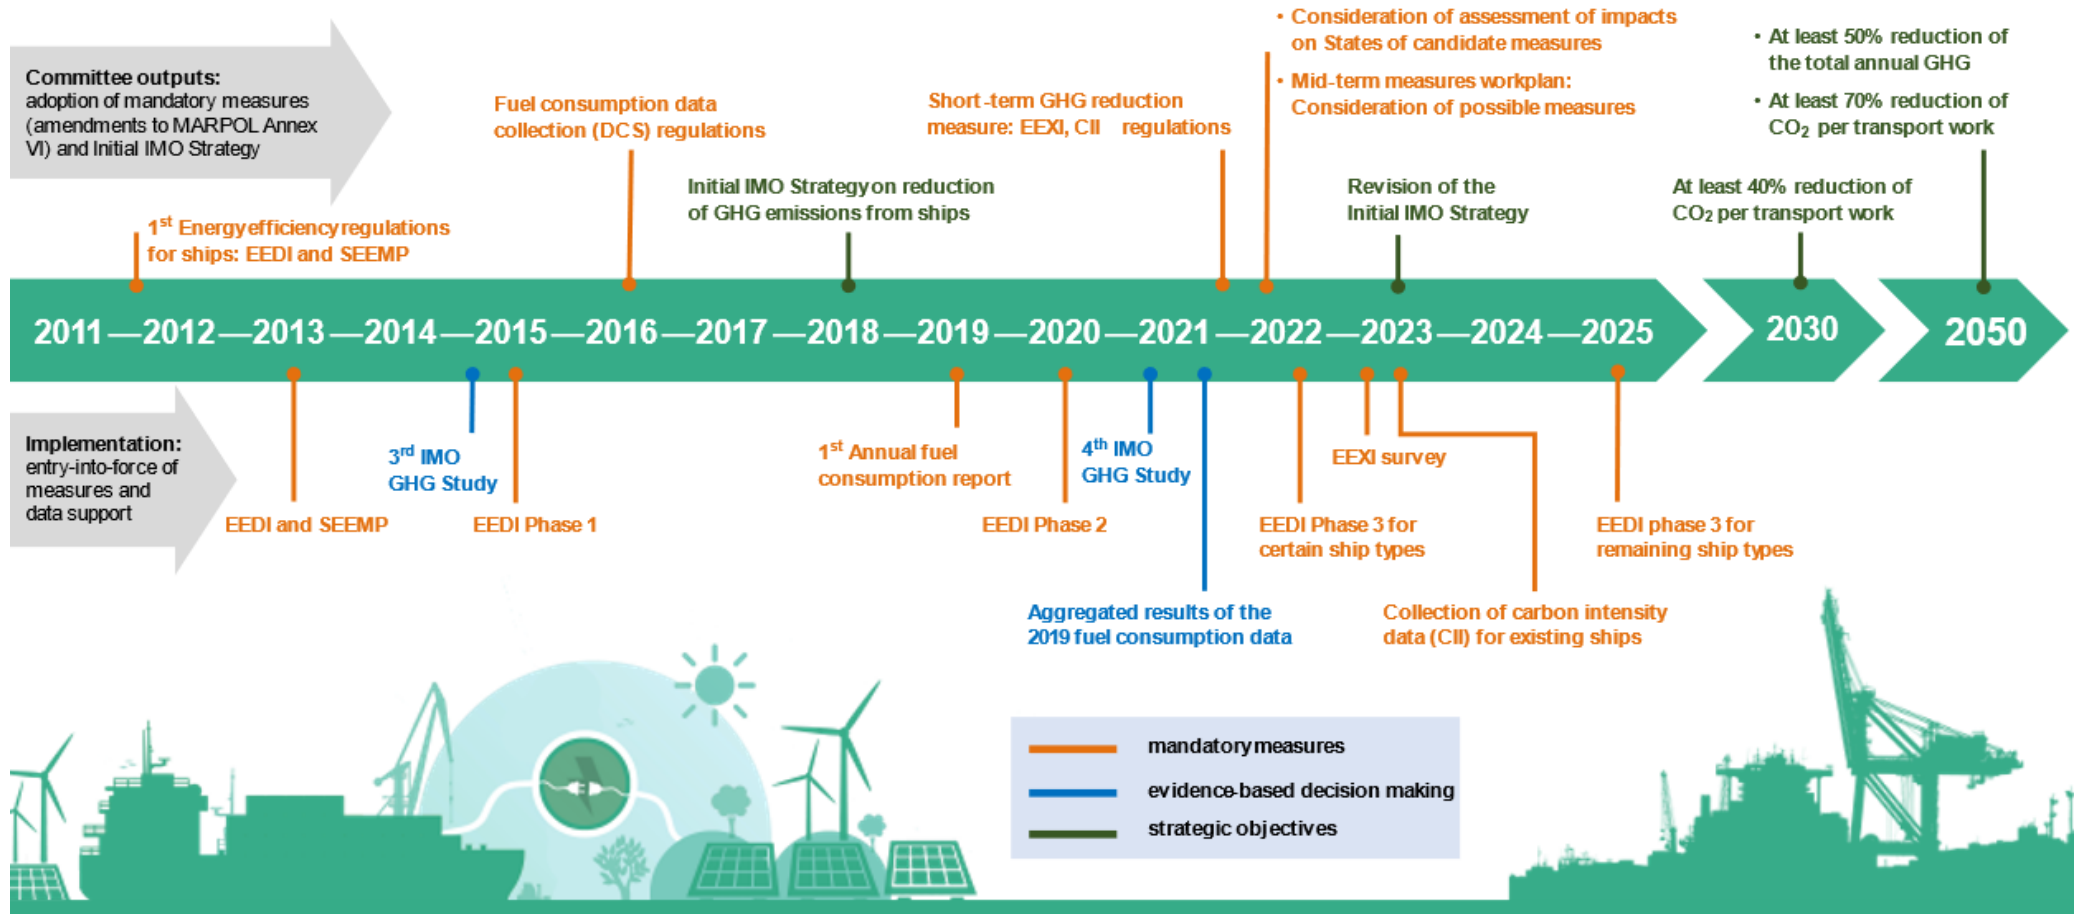 • Consideration of assessment of impacts
on States of candidate measures
• Mid-term measures workplan:
Consideration of possible measures
• At least 50% reduction of
the total annual GHG
• At least 70% reduction of
CO₂ per transport work
Committee outputs:
adoption of mandatory measures
(amendments to MARPOL Annex
VI) and Initial IMO Strategy
Fuel consumption data
collection (DCS) regulations
Short-term GHG reduction
measure: EEXI, CII regulations
Initial IMO Strategy on reduction
of GHG emissions from ships
Revision of the
Initial IMO Strategy
At least 40% reduction of
CO₂ per transport work
1st Energy efficiency regulations
for ships: EEDI and SEEMP
2011—2012—2013—2014—2015—2016—2017—2018—2019—2020—2021—2022—2023—2024—2025
2030
2050
Implementation:
entry-into-force of
measures and
data support
3rd IMO
GHG Study
1st Annual fuel
consumption report
4th IMO
GHG Study
EEXI survey
EEDI and SEEMP
EEDI Phase 1
EEDI Phase 2
EEDI Phase 3 for
certain ship types
EEDI phase 3 for
remaining ship types
Aggregated results of the
2019 fuel consumption data
Collection of carbon intensity
data (CII) for existing ships
mandatory measures
evidence-based decision making
strategic objectives